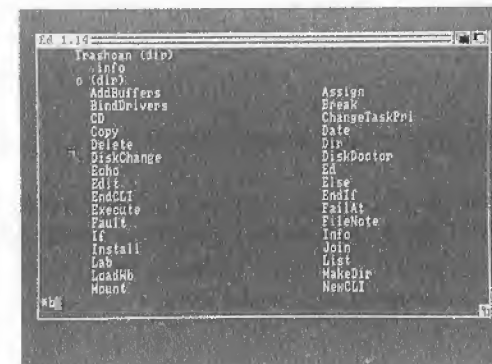 Ed 1.14
Trashcan (dir)
.info
c (dir)
AddBuffers Assign
BindDrivers Break
CD ChangeTaskPri
Copy Date
Delete Dir
DiskChange DiskDoctor
Echo Ed
Edit Else
EndCLI EndIf
Execute FailAt
Fault FileNote
If Info
Install Join
Lab List
LoadWb MakeDir
Mount NewCLI
*b